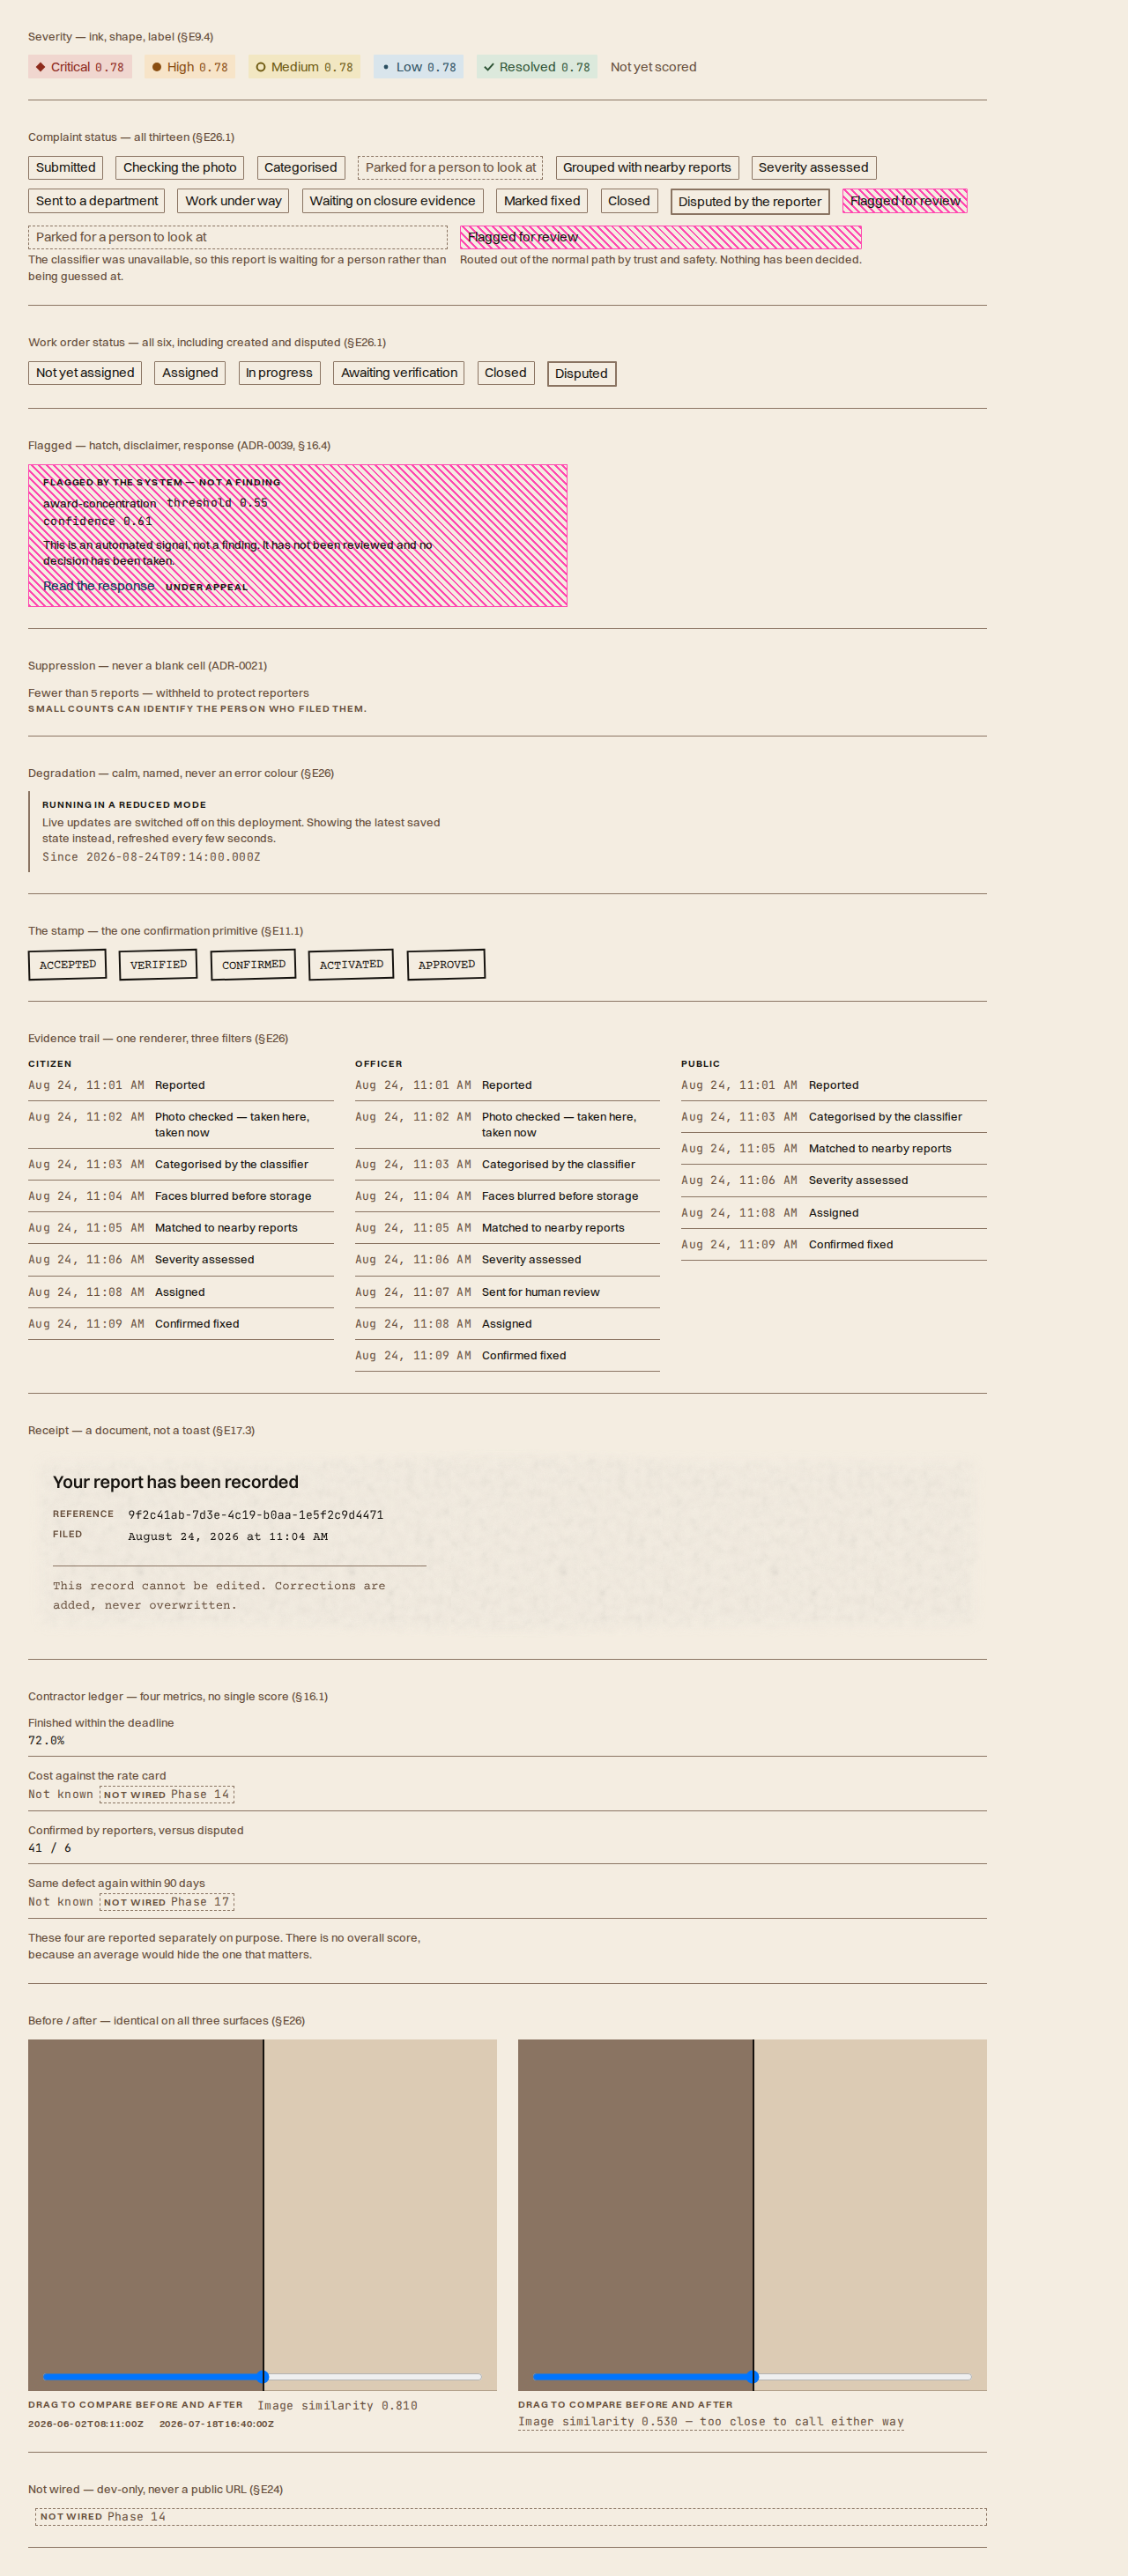 Severity — ink, shape, label (§E9.4)
Critical 0.78 High 0.78 Medium 0.78 Low 0.78 Resolved 0.78 Not yet scored
Complaint status — all thirteen (§E26.1)
Submitted Checking the photo Categorised Parked for a person to look at Grouped with nearby reports Severity assessed
Sent to a department Work under way Waiting on closure evidence Marked fixed Closed Disputed by the reporter Flagged for review
Parked for a person to look at Flagged for review
The classifier was unavailable, so this report is waiting for a person rather than Routed out of the normal path by trust and safety. Nothing has been decided.
being guessed at.
Work order status — all six, including created and disputed (§E26.1)
Not yet assigned Assigned In progress Awaiting verification Closed Disputed
Flagged — hatch, disclaimer, response (ADR-0039, §16.4)
FLAGGED BY THE SYSTEM — NOT A FINDING
award-concentration threshold 0.55
confidence 0.61
This is an automated signal, not a finding. It has not been reviewed and no
decision has been taken.
Read the response UNDER APPEAL
Suppression — never a blank cell (ADR-0021)
Fewer than 5 reports — withheld to protect reporters
SMALL COUNTS CAN IDENTIFY THE PERSON WHO FILED THEM.
Degradation — calm, named, never an error colour (§E26)
RUNNING IN A REDUCED MODE
Live updates are switched off on this deployment. Showing the latest saved
state instead, refreshed every few seconds.
Since 2026-08-24T09:14:00.000Z
The stamp — the one confirmation primitive (§E11.1)
ACCEPTED VERIFIED CONFIRMED ACTIVATED APPROVED
Evidence trail — one renderer, three filters (§E26)
CITIZEN
Aug 24, 11:01 AM Reported
Aug 24, 11:02 AM Photo checked — taken here,
taken now
Aug 24, 11:03 AM Categorised by the classifier
Aug 24, 11:04 AM Faces blurred before storage
Aug 24, 11:05 AM Matched to nearby reports
Aug 24, 11:06 AM Severity assessed
Aug 24, 11:08 AM Assigned
Aug 24, 11:09 AM Confirmed fixed
OFFICER
Aug 24, 11:01 AM Reported
Aug 24, 11:02 AM Photo checked — taken here,
taken now
Aug 24, 11:03 AM Categorised by the classifier
Aug 24, 11:04 AM Faces blurred before storage
Aug 24, 11:05 AM Matched to nearby reports
Aug 24, 11:06 AM Severity assessed
Aug 24, 11:07 AM Sent for human review
Aug 24, 11:08 AM Assigned
Aug 24, 11:09 AM Confirmed fixed
PUBLIC
Aug 24, 11:01 AM Reported
Aug 24, 11:03 AM Categorised by the classifier
Aug 24, 11:05 AM Matched to nearby reports
Aug 24, 11:06 AM Severity assessed
Aug 24, 11:08 AM Assigned
Aug 24, 11:09 AM Confirmed fixed
Receipt — a document, not a toast (§E17.3)
Your report has been recorded
REFERENCE 9f2c41ab-7d3e-4c19-b0aa-1e5f2c9d4471
FILED August 24, 2026 at 11:04 AM
This record cannot be edited. Corrections are
added, never overwritten.
Contractor ledger — four metrics, no single score (§16.1)
Finished within the deadline
72.0%
Cost against the rate card
Not known NOT WIRED Phase 14
Confirmed by reporters, versus disputed
41 / 6
Same defect again within 90 days
Not known NOT WIRED Phase 17
These four are reported separately on purpose. There is no overall score,
because an average would hide the one that matters.
Before / after — identical on all three surfaces (§E26)
DRAG TO COMPARE BEFORE AND AFTER Image similarity 0.810
2026-06-02T08:11:00Z 2026-07-18T16:40:00Z
DRAG TO COMPARE BEFORE AND AFTER
Image similarity 0.530 — too close to call either way
Not wired — dev-only, never a public URL (§E24)
NOT WIRED Phase 14